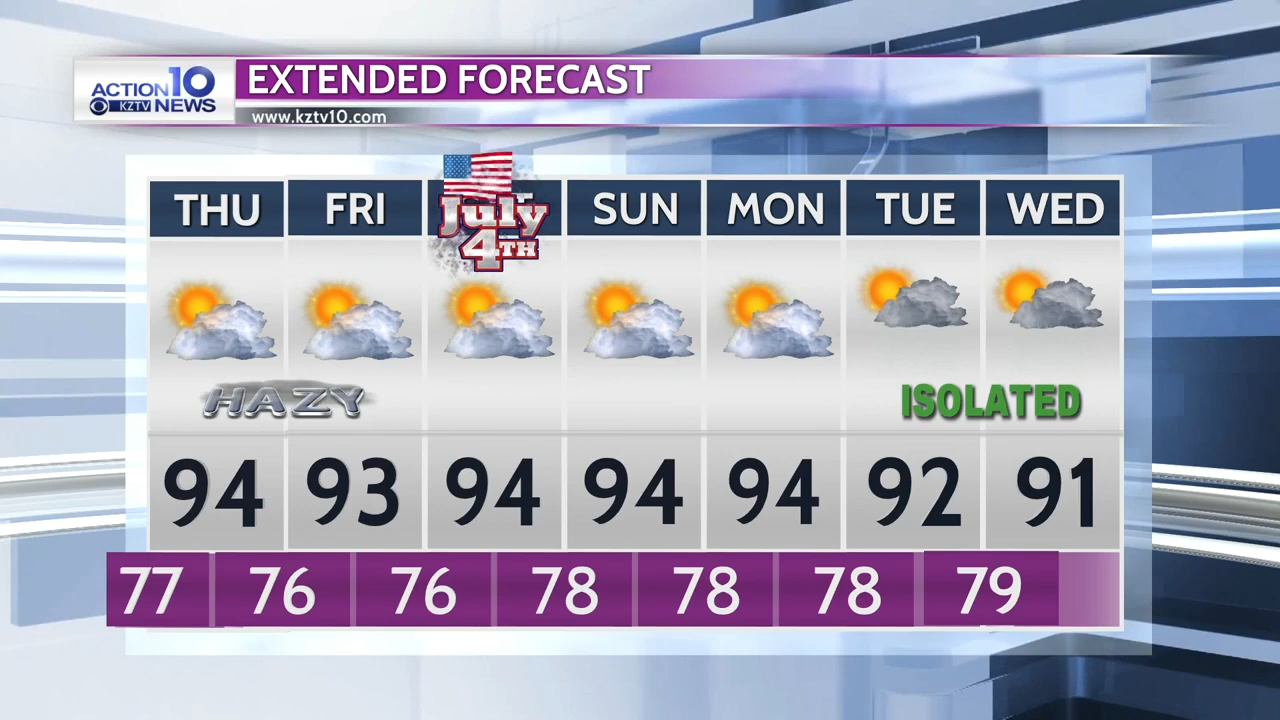 ACTION 10
KZTV NEWS
EXTENDED FORECAST
www.kztv10.com
THU FRI July 4TH SUN MON TUE WED
HAZY ISOLATED
94 93 94 94 94 92 91
77 76 76 78 78 78 79